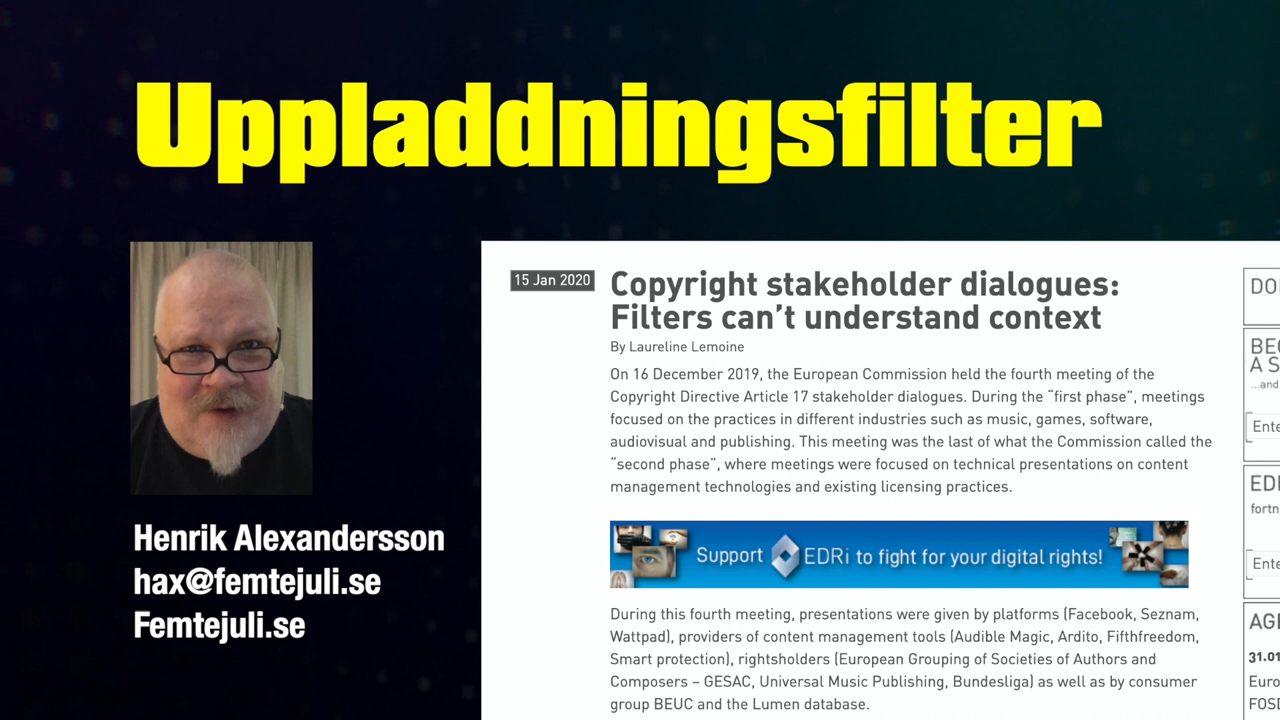 Uppladdningsfilter
Henrik Alexandersson
hax@femtejuli.se
Femtejuli.se
15 Jan 2020
Copyright stakeholder dialogues:
Filters can't understand context
By Laureline Lemoine
On 16 December 2019, the European Commission held the fourth meeting of the
Copyright Directive Article 17 stakeholder dialogues. During the “first phase”, meetings
focused on the practices in different industries such as music, games, software,
audiovisual and publishing. This meeting was the last of what the Commission called the
“second phase”, where meetings were focused on technical presentations on content
management technologies and existing licensing practices.
Support EDRi to fight for your digital rights!
During this fourth meeting, presentations were given by platforms (Facebook, Seznam,
Wattpad), providers of content management tools (Audible Magic, Ardito, Fifthfreedom,
Smart protection), rightsholders (European Grouping of Societies of Authors and
Composers – GESAC, Universal Music Publishing, Bundesliga) as well as by consumer
group BEUC and the Lumen database.
A S
...and
31.01